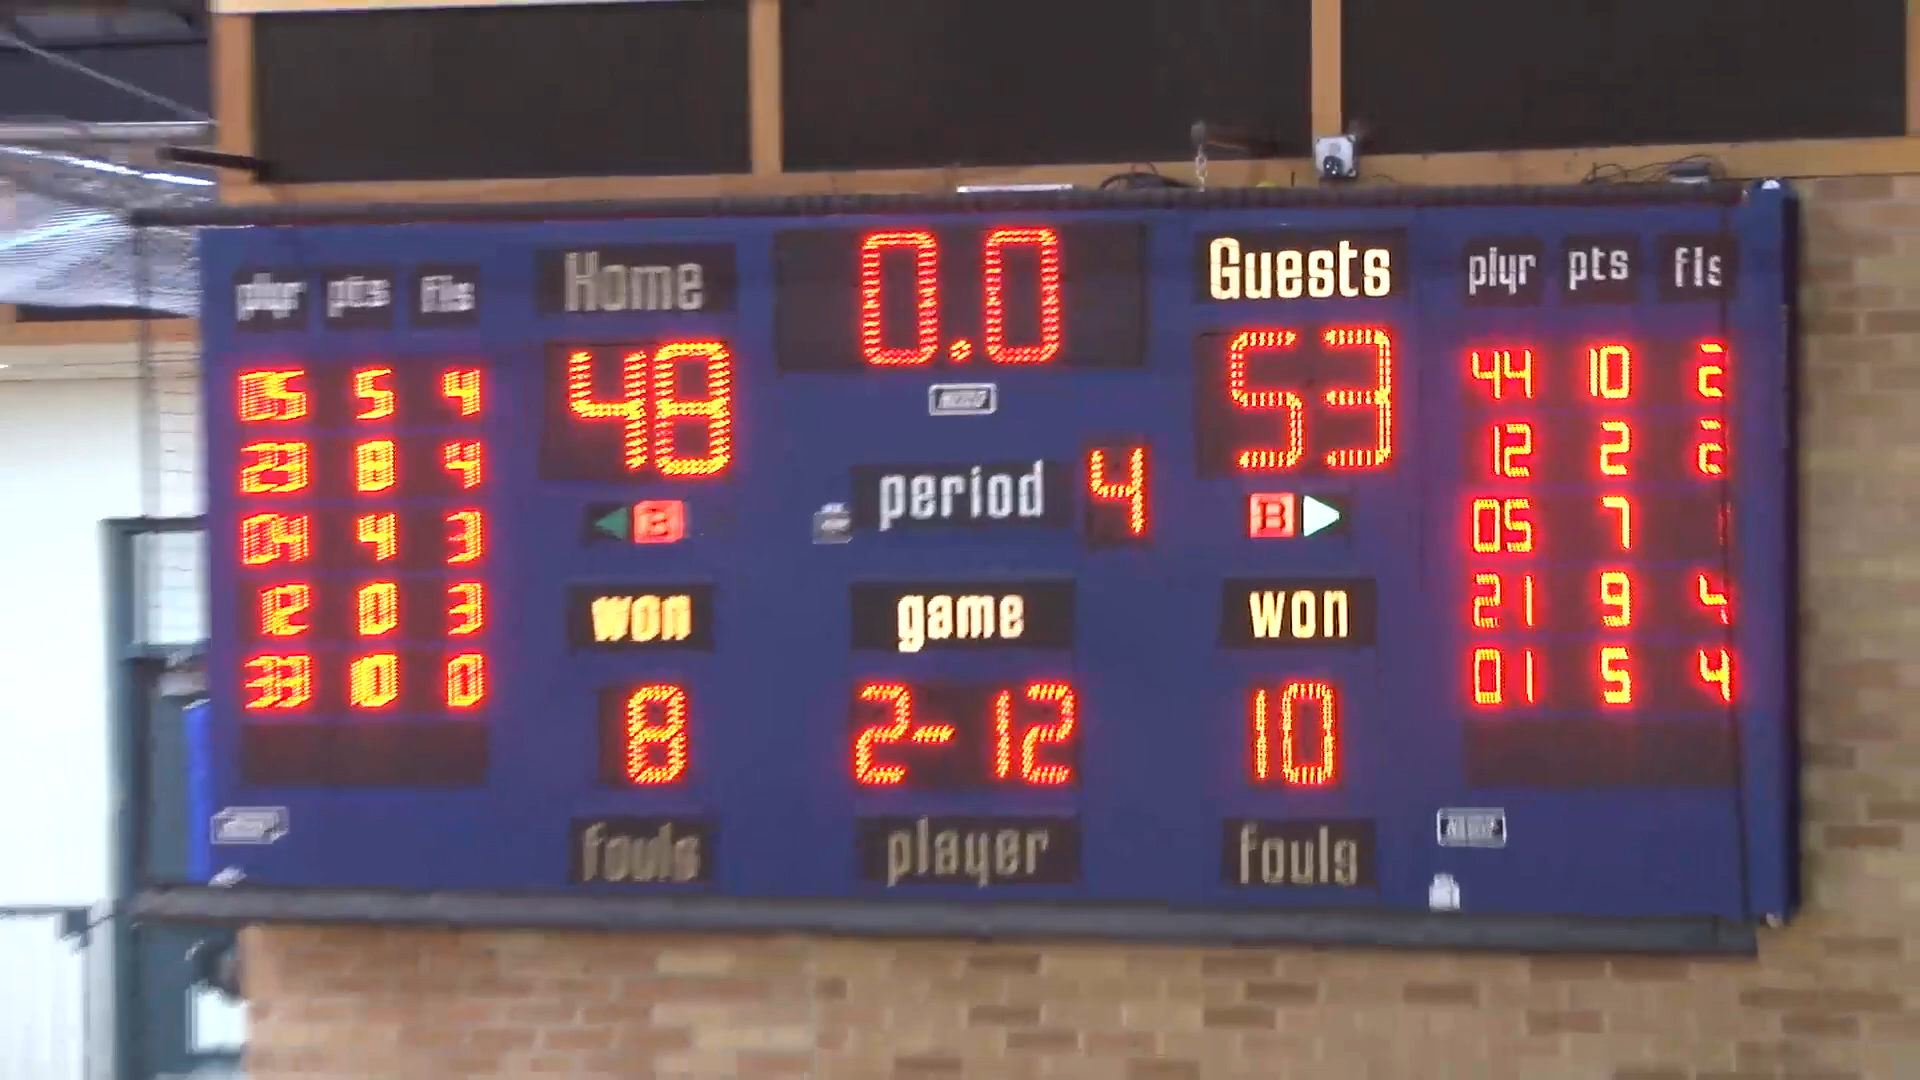 plyr pts fls Home 0.0 Guests plyr pts fls
05 5 4 48 53 44 10 2
23 8 4 period 4 12 2 2
04 4 3 B B 05 7
12 0 3 won game won 21 9 4
33 10 0 8 2-12 10 01 5 4
fouls player fouls